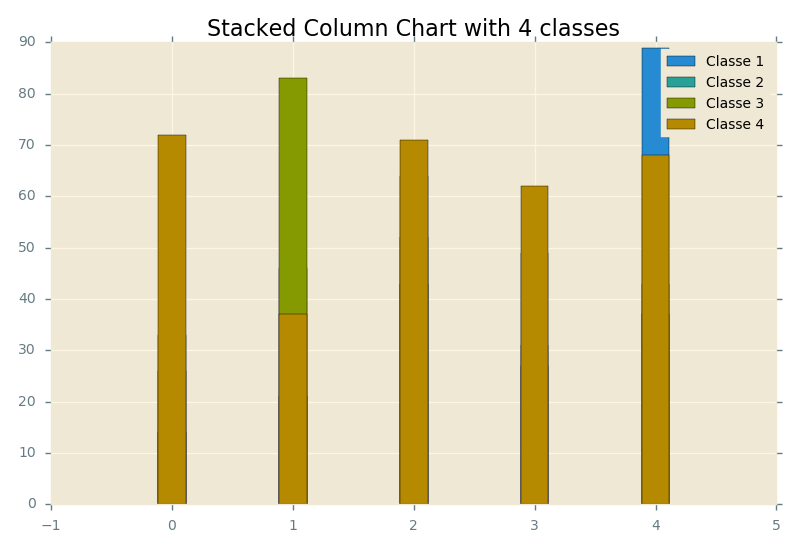 Stacked Column Chart with 4 classes
90
80
70
60
50
40
30
20
10
0
−1 0 1 2 3 4 5
Classe 1
Classe 2
Classe 3
Classe 4